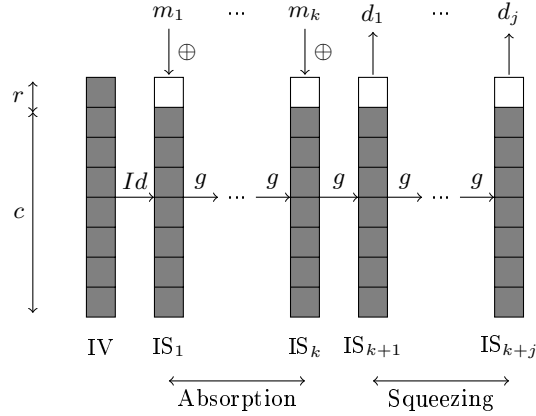 m₁ ... mₖ d₁ ... dⱼ
⊕ ⊕
r
Id g ... g g g ... g
c
IV IS₁ ISₖ ISₖ₊₁ ISₖ₊ⱼ
Absorption Squeezing